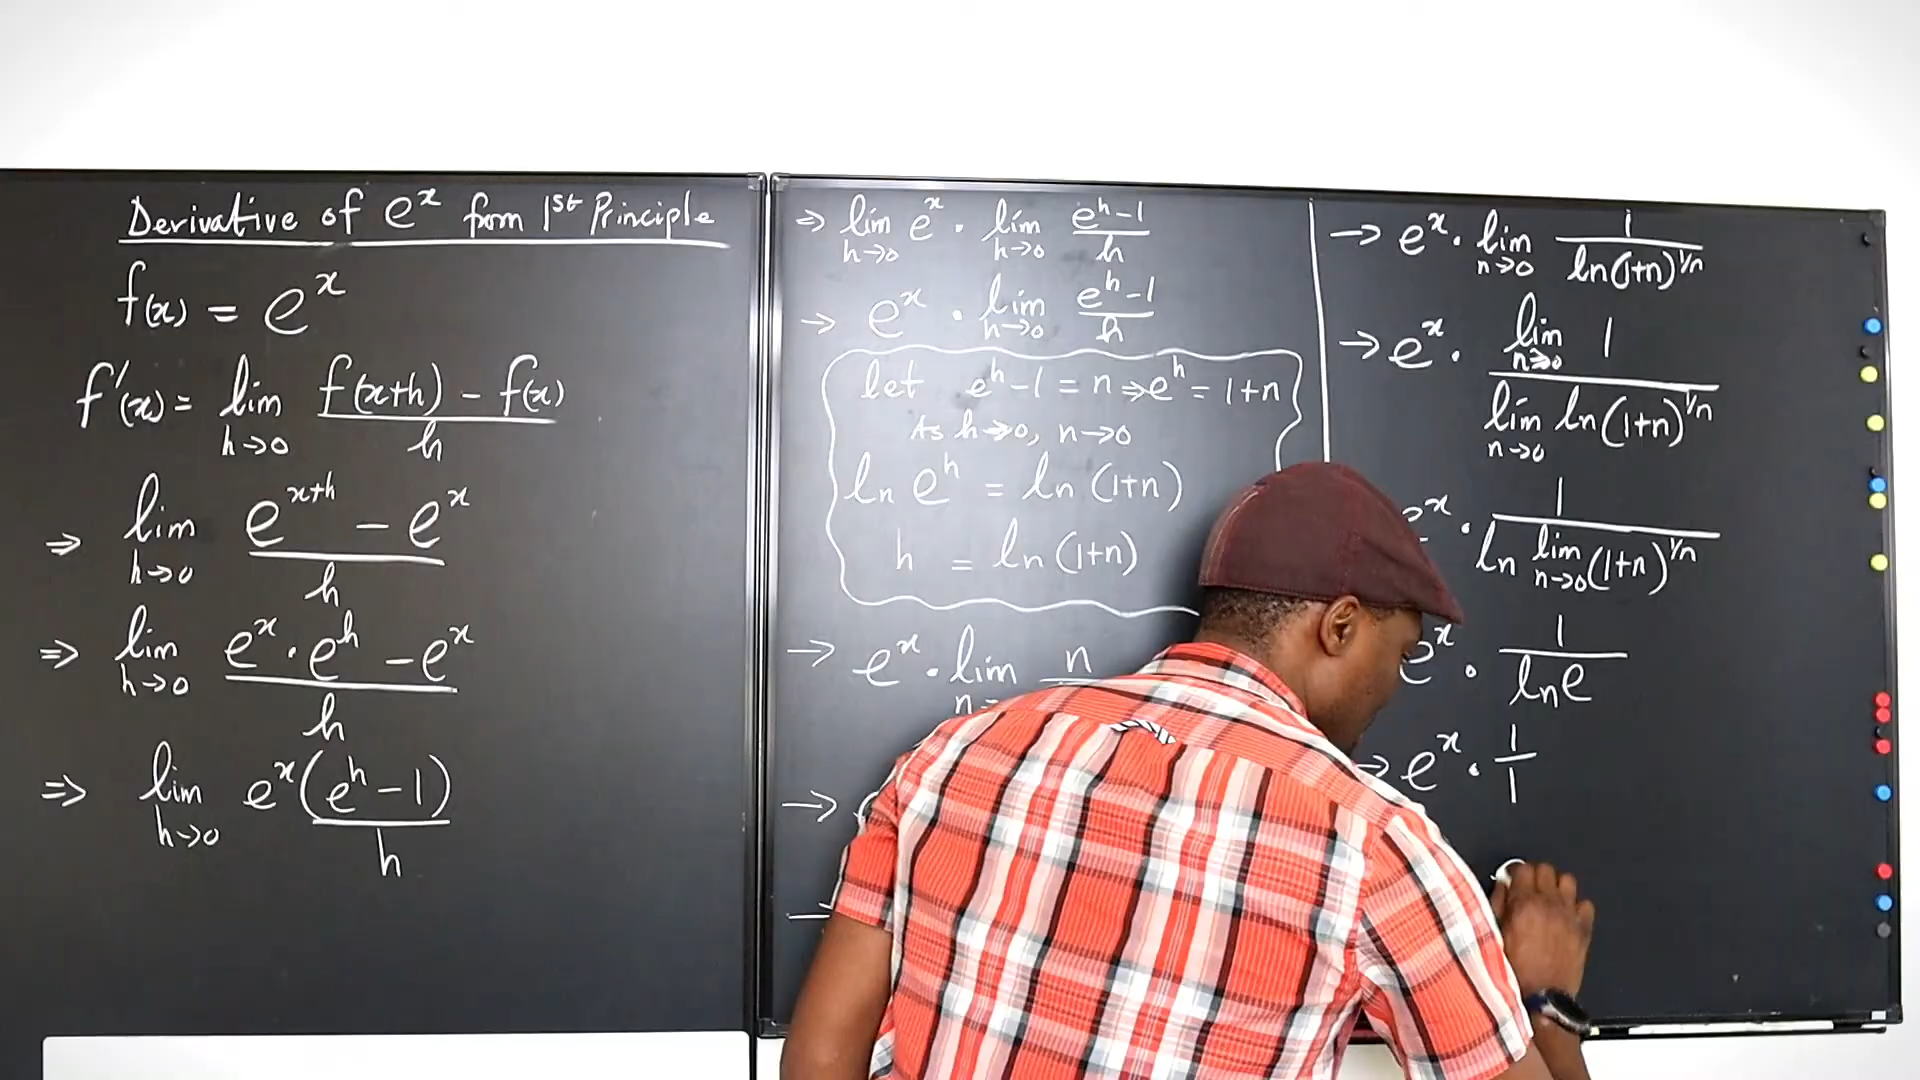 Derivative of e^x from 1st Principle
f(x) = e^x
f'(x) = lim h→0 (f(x+h) - f(x))/h
⇒ lim h→0 (e^(x+h) - e^x)/h
⇒ lim h→0 (e^x · e^h - e^x)/h
⇒ lim h→0 e^x(e^h - 1)/h
⇒ lim h→0 e^x · lim h→0 (e^h - 1)/h
→ e^x · lim h→0 (e^h - 1)/h
let e^h - 1 = n ⇒ e^h = 1+n
As h→0, n→0
ln e^h = ln (1+n)
h = ln (1+n)
→ e^x · lim n→ n
→
→ e^x · lim n→0 1/(ln(1+n)^(1/n))
→ e^x · (lim n→0 1)/(lim n→0 ln(1+n)^(1/n))
e^x · 1/(ln lim n→0 (1+n)^(1/n))
e^x · 1/(ln e)
→ e^x · 1/1